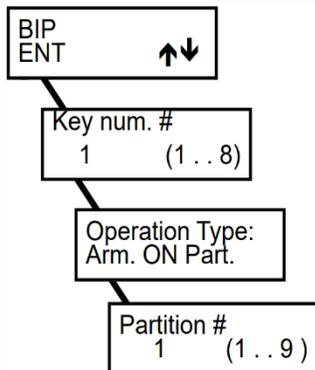 BIP
ENT
Key num. #
1 (1 . . 8)
Operation Type:
Arm. ON Part.
Partition #
1 (1 . . 9 )